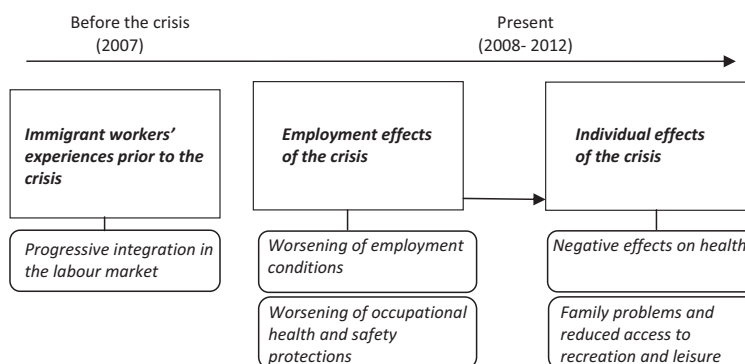 Before the crisis
(2007)
Present
(2008- 2012)
Immigrant workers'
experiences prior to the
crisis
Employment effects
of the crisis
Individual effects
of the crisis
Progressive integration in
the labour market
Worsening of employment
conditions
Negative effects on health
Worsening of occupational
health and safety
protections
Family problems and
reduced access to
recreation and leisure